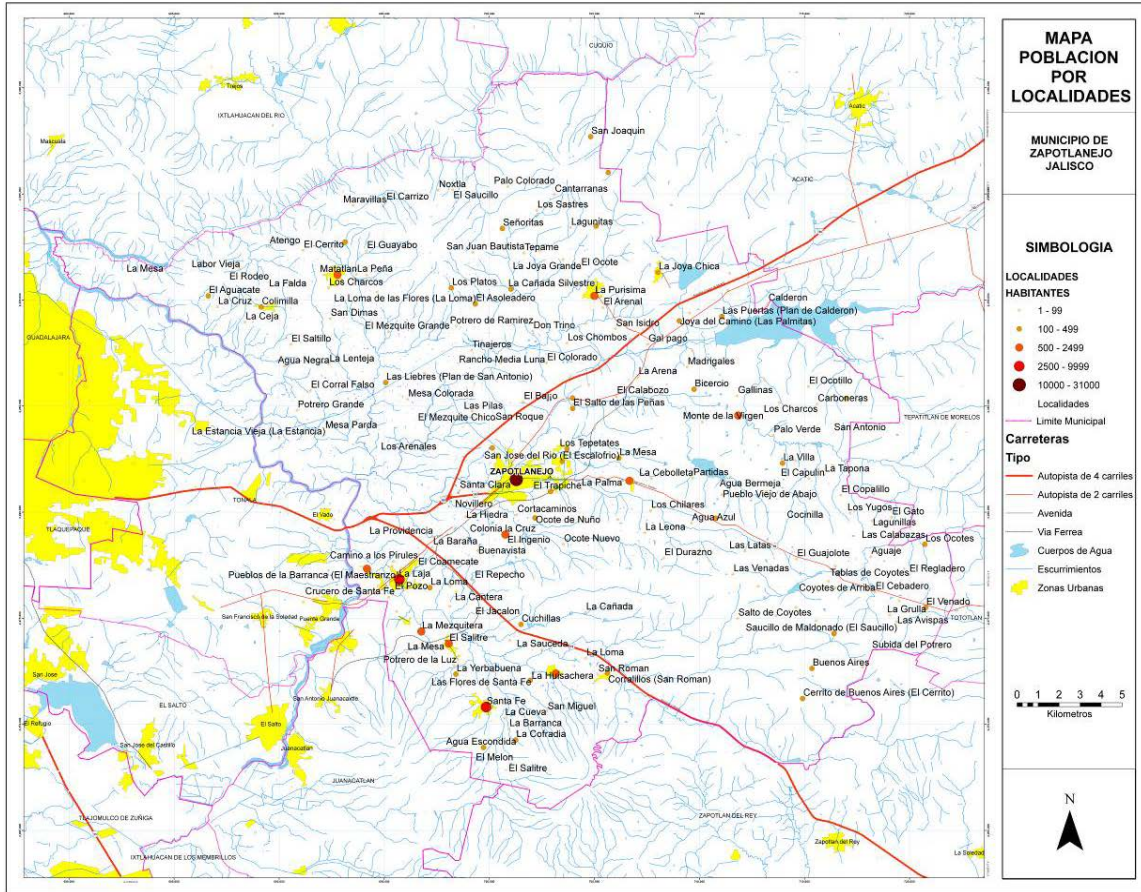 MAPA
POBLACION
POR
LOCALIDADES
MUNICIPIO DE
ZAPOTLANEJO
JALISCO
SIMBOLOGIA
LOCALIDADES
HABITANTES
1 - 99
100 - 499
500 - 2499
2500 - 9999
10000 - 31000
Localidades
Limite Municipal
Carreteras
Tipo
Autopista de 4 carriles
Autopista de 2 carriles
Avenida
Via Ferrea
Cuerpos de Agua
Escurrimientos
Zonas Urbanas
0 1 2 3 4 5
Kilometros
N
CUQUIO
Trejos
Acatic
IXTLAHUACAN DEL RIO
San Joaquin
Mascuala
ACATIC
Noxtla
Palo Colorado
Cantarranas
Maravillas
El Carrizo
El Saucillo
Los Sastres
Señoritas
Lagunitas
Atengo
El Cerrito
El Guayabo
San Juan Bautista
Tepame
La Mesa
Labor Vieja
El Rodeo
La Falda
Matatlan
La Peña
Los Charcos
Los Platos
La Joya Grande
El Ocote
La Joya Chica
La Cañada
Silvestre
La Purisima
El Aguacate
La Cruz
Colimilla
La Ceja
La Loma de las Flores (La Loma)
El Asoleadero
El Arenal
Calderon
San Dimas
Las Puertas (Plan de Calderon)
Joya del Camino (Las Palmitas)
El Mezquite Grande
Potrero de Ramirez
Don Trino
San Isidro
GUADALAJARA
El Saltillo
Tinajeros
Los Chombos
Gal pago
Agua Negra
La Lenteja
Rancho Media Luna
El Colorado
Madrigales
El Corral Falso
Las Liebres (Plan de San Antonio)
La Arena
Mesa Colorada
El Calabozo
Bicercio
Gallinas
El Ocotillo
Carboneras
Potrero Grande
Las Pilas
El Bajio
El Salto de las Peñas
Los Charcos
TEPATITLAN DE MORELOS
El Mezquite Chico
San Roque
Monte de la Virgen
La Estancia Vieja (La Estancia)
Mesa Parda
Palo Verde
San Antonio
Los Arenales
Los Tepetates
San Jose del Rio (El Escalofrio)
La Mesa
La Villa
ZAPOTLANEJO
La Cebolleta
Partidas
El Capulin
La Tapona
Santa Clara
El Trapiche
La Palma
Agua Bermeja
El Copalillo
Pueblo Viejo de Abajo
TONALA
El Vado
Novillero
Cortacaminos
Los Chilares
Los Yugos
El Gato
La Hiedra
Ocote de Nuño
Agua Azul
Cocinilla
Lagunillas
TLAQUEPAQUE
La Providencia
Colonia la Cruz
La Leona
Las Calabazas
Los Ocotes
La Baraña
El Ingenio
Ocote Nuevo
Las Latas
Aguaje
Buenavista
El Durazno
El Guajolote
Camino a los Pirules
El Chamecate
El Regladero
Pueblos de la Barranca (El Maestranzo)
La Laja
El Repecho
Las Venadas
Tablas de Coyotes
Crucero de Santa Fe
El Pozo
La Loma
La Cantera
Coyotes de Arriba
El Cebadero
San Francisco de la Soledad
Puente Grande
El Jacalon
La Cañada
Salto de Coyotes
La Grulla
El Venado
La Mezquitera
Cuchillas
Las Avispas
TOTOTLAN
Saucillo de Maldonado (El Saucillo)
El Salitre
La Mesa
La Sauceda
La Loma
Subida del Potrero
Potrero de la Luz
San Jose
La Yerbabuena
San Roman
Buenos Aires
Las Flores de Santa Fe
La Huisachera
Corralillos (San Roman)
San Antonio Juanacaxtle
EL SALTO
Santa Fe
San Miguel
Cerrito de Buenos Aires (El Cerrito)
La Cueva
El Refugio
El Salto
La Barranca
La Cofradia
San Jose del Castillo
Juanacatlan
Agua Escondida
El Melon
El Salitre
JUANACATLAN
TLAJOMULCO DE ZUÑIGA
ZAPOTLAN DEL REY
Zapotlan del Rey
IXTLAHUACAN DE LOS MEMBRILLOS
La Soledad